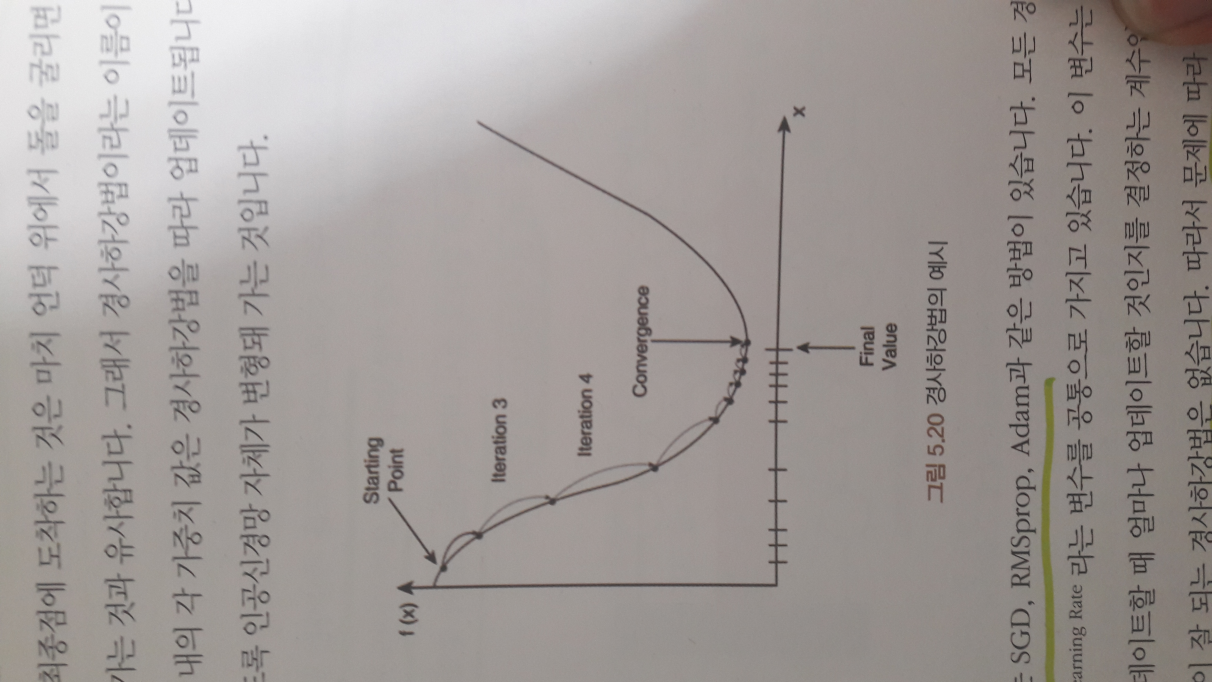 최종점에 도착하는 것은 마치 언덕 위에서 돌을 굴리면
가는 것과 유사합니다. 그래서 경사하강법이라는 이름이
내의 각 가중치 값은 경사하강법을 따라 업데이트됩니다
도록 인공신경망 자체가 변형돼 가는 것입니다.
f (x)
Starting
Point
Iteration 3
Iteration 4
Convergence
x
Final
Value
그림 5.20 경사하강법의 예시
는 SGD, RMSprop, Adam과 같은 방법이 있습니다. 모든 경
earning Rate 라는 변수를 공통으로 가지고 있습니다. 이 변수는
데이트할 때 얼마나 업데이트할 것인지를 결정하는 계수
이 잘 되는 경사하강법은 없습니다. 따라서 문제에 따라